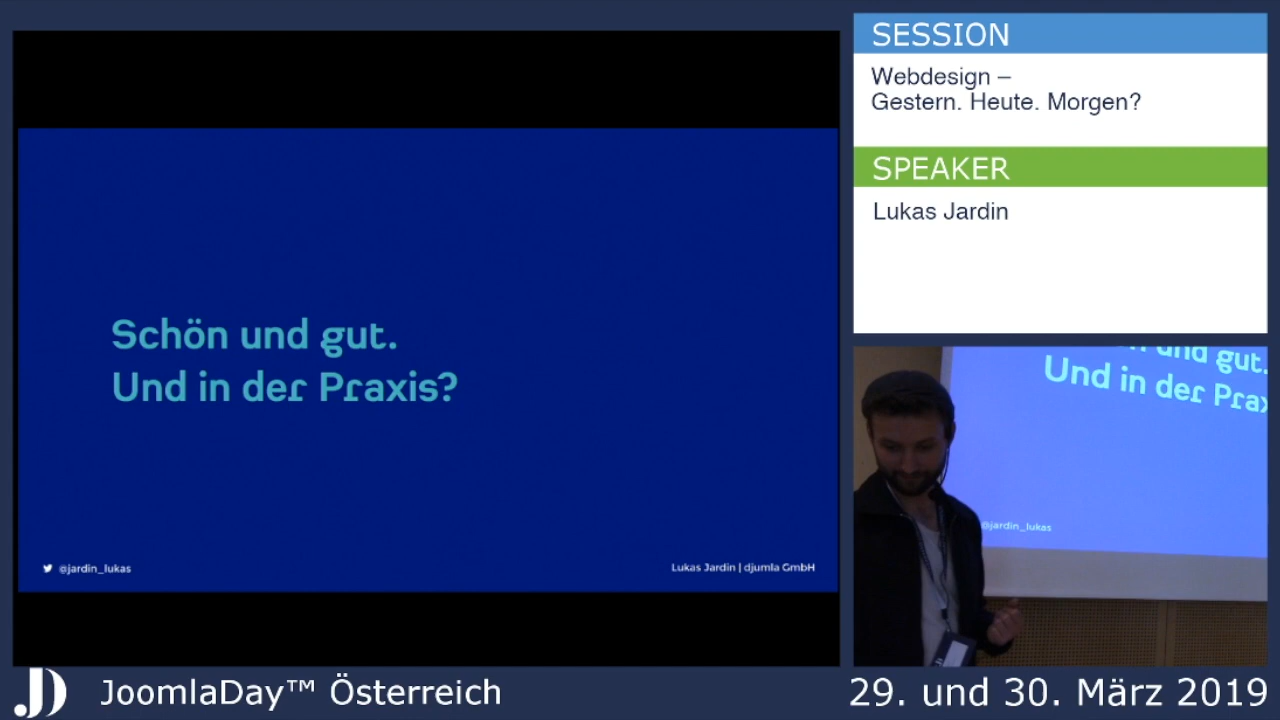 SESSION
Webdesign –
Gestern. Heute. Morgen?
SPEAKER
Lukas Jardin
Schön und gut.
Und in der Praxis?
@jardin_lukas
Lukas Jardin | djumla GmbH
und gut.
Und in der
@jardin_lukas
JD
JoomlaDay™ Österreich
29. und 30. März 2019